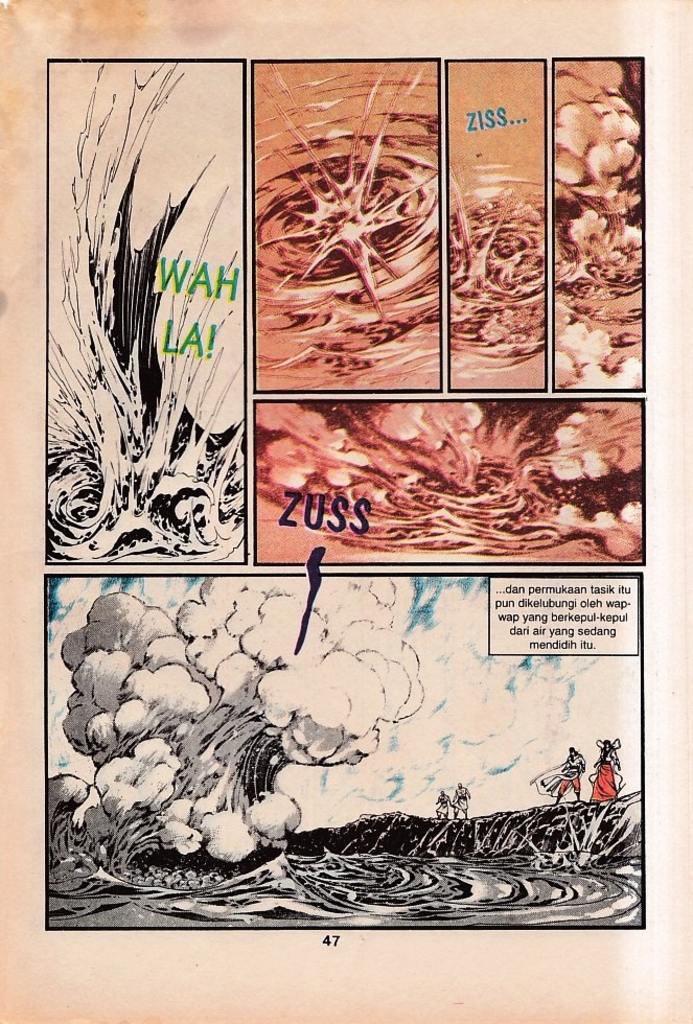 WAH
LA!
ZISS...
ZUSS
...dan permukaan tasik itu
pun dikelubungi oleh wap-
wap yang berkepul-kepul
dari air yang sedang
mendidih itu.
47